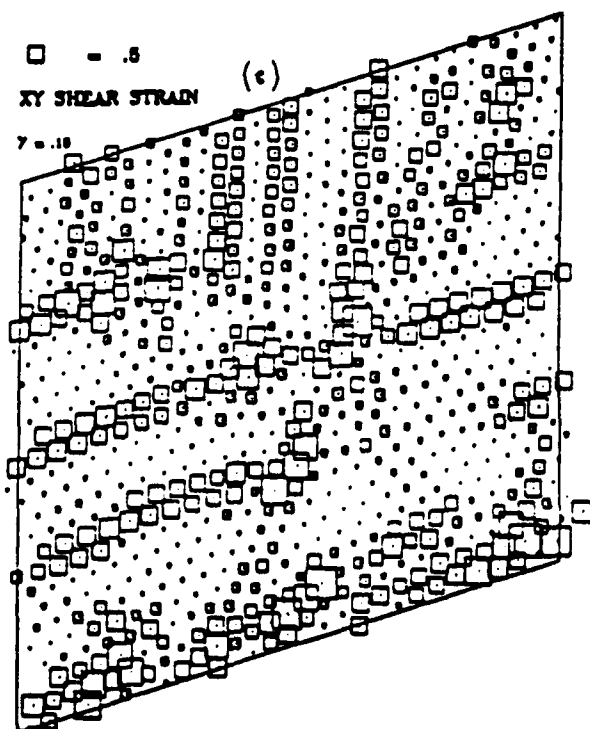 = .5
(c)
XY SHEAR STRAIN
γ = .18